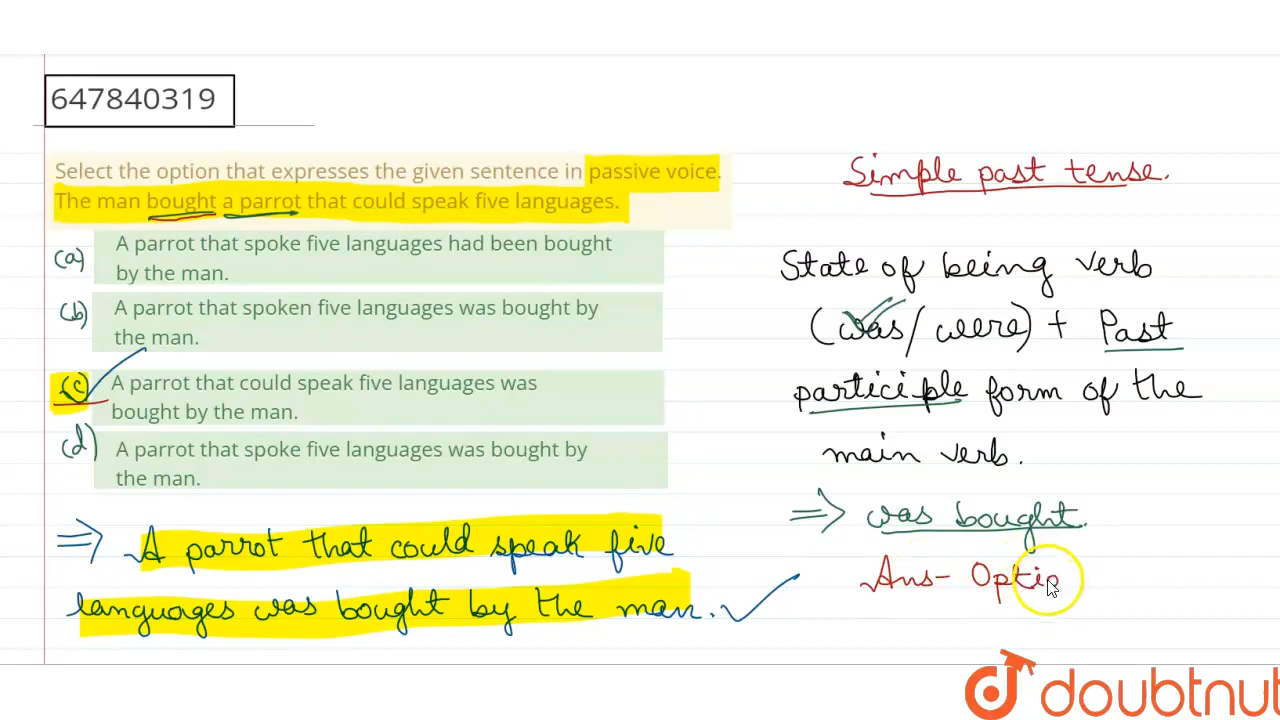 647840319
Select the option that expresses the given sentence in passive voice.
The man bought a parrot that could speak five languages.
(a) A parrot that spoke five languages had been bought
by the man.
(b) A parrot that spoken five languages was bought by
the man.
(c) A parrot that could speak five languages was
bought by the man.
(d) A parrot that spoke five languages was bought by
the man.
⇒ A parrot that could speak five
languages was bought by the man.
Simple past tense.
State of being verb
(was/were) + Past
participle form of the
main verb.
⇒ was bought.
Ans- Optio
doubtnut